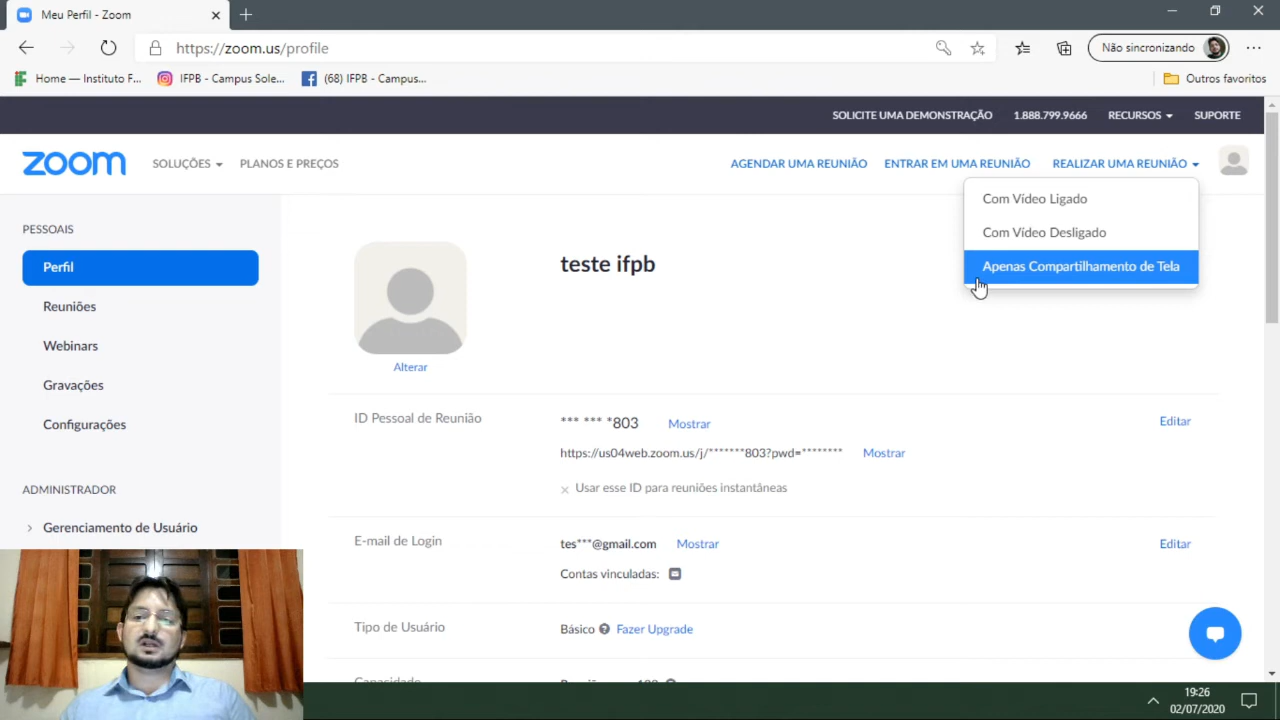 Meu Perfil - Zoom
https://zoom.us/profile
Não sincronizando
Home — Instituto F...
IFPB - Campus Sole...
(68) IFPB - Campus...
Outros favoritos
SOLICITE UMA DEMONSTRAÇÃO
1.888.799.9666
RECURSOS
SUPORTE
zoom
SOLUÇÕES
PLANOS E PREÇOS
AGENDAR UMA REUNIÃO
ENTRAR EM UMA REUNIÃO
REALIZAR UMA REUNIÃO
Com Vídeo Ligado
Com Vídeo Desligado
Apenas Compartilhamento de Tela
PESSOAIS
Perfil
Reuniões
Webinars
Gravações
Configurações
ADMINISTRADOR
Gerenciamento de Usuário
teste ifpb
Alterar
ID Pessoal de Reunião
*** *** *803 Mostrar
Editar
https://us04web.zoom.us/j/*******803?pwd=******** Mostrar
Usar esse ID para reuniões instantâneas
E-mail de Login
tes***@gmail.com Mostrar
Editar
Contas vinculadas:
Tipo de Usuário
Básico Fazer Upgrade
19:26
02/07/2020